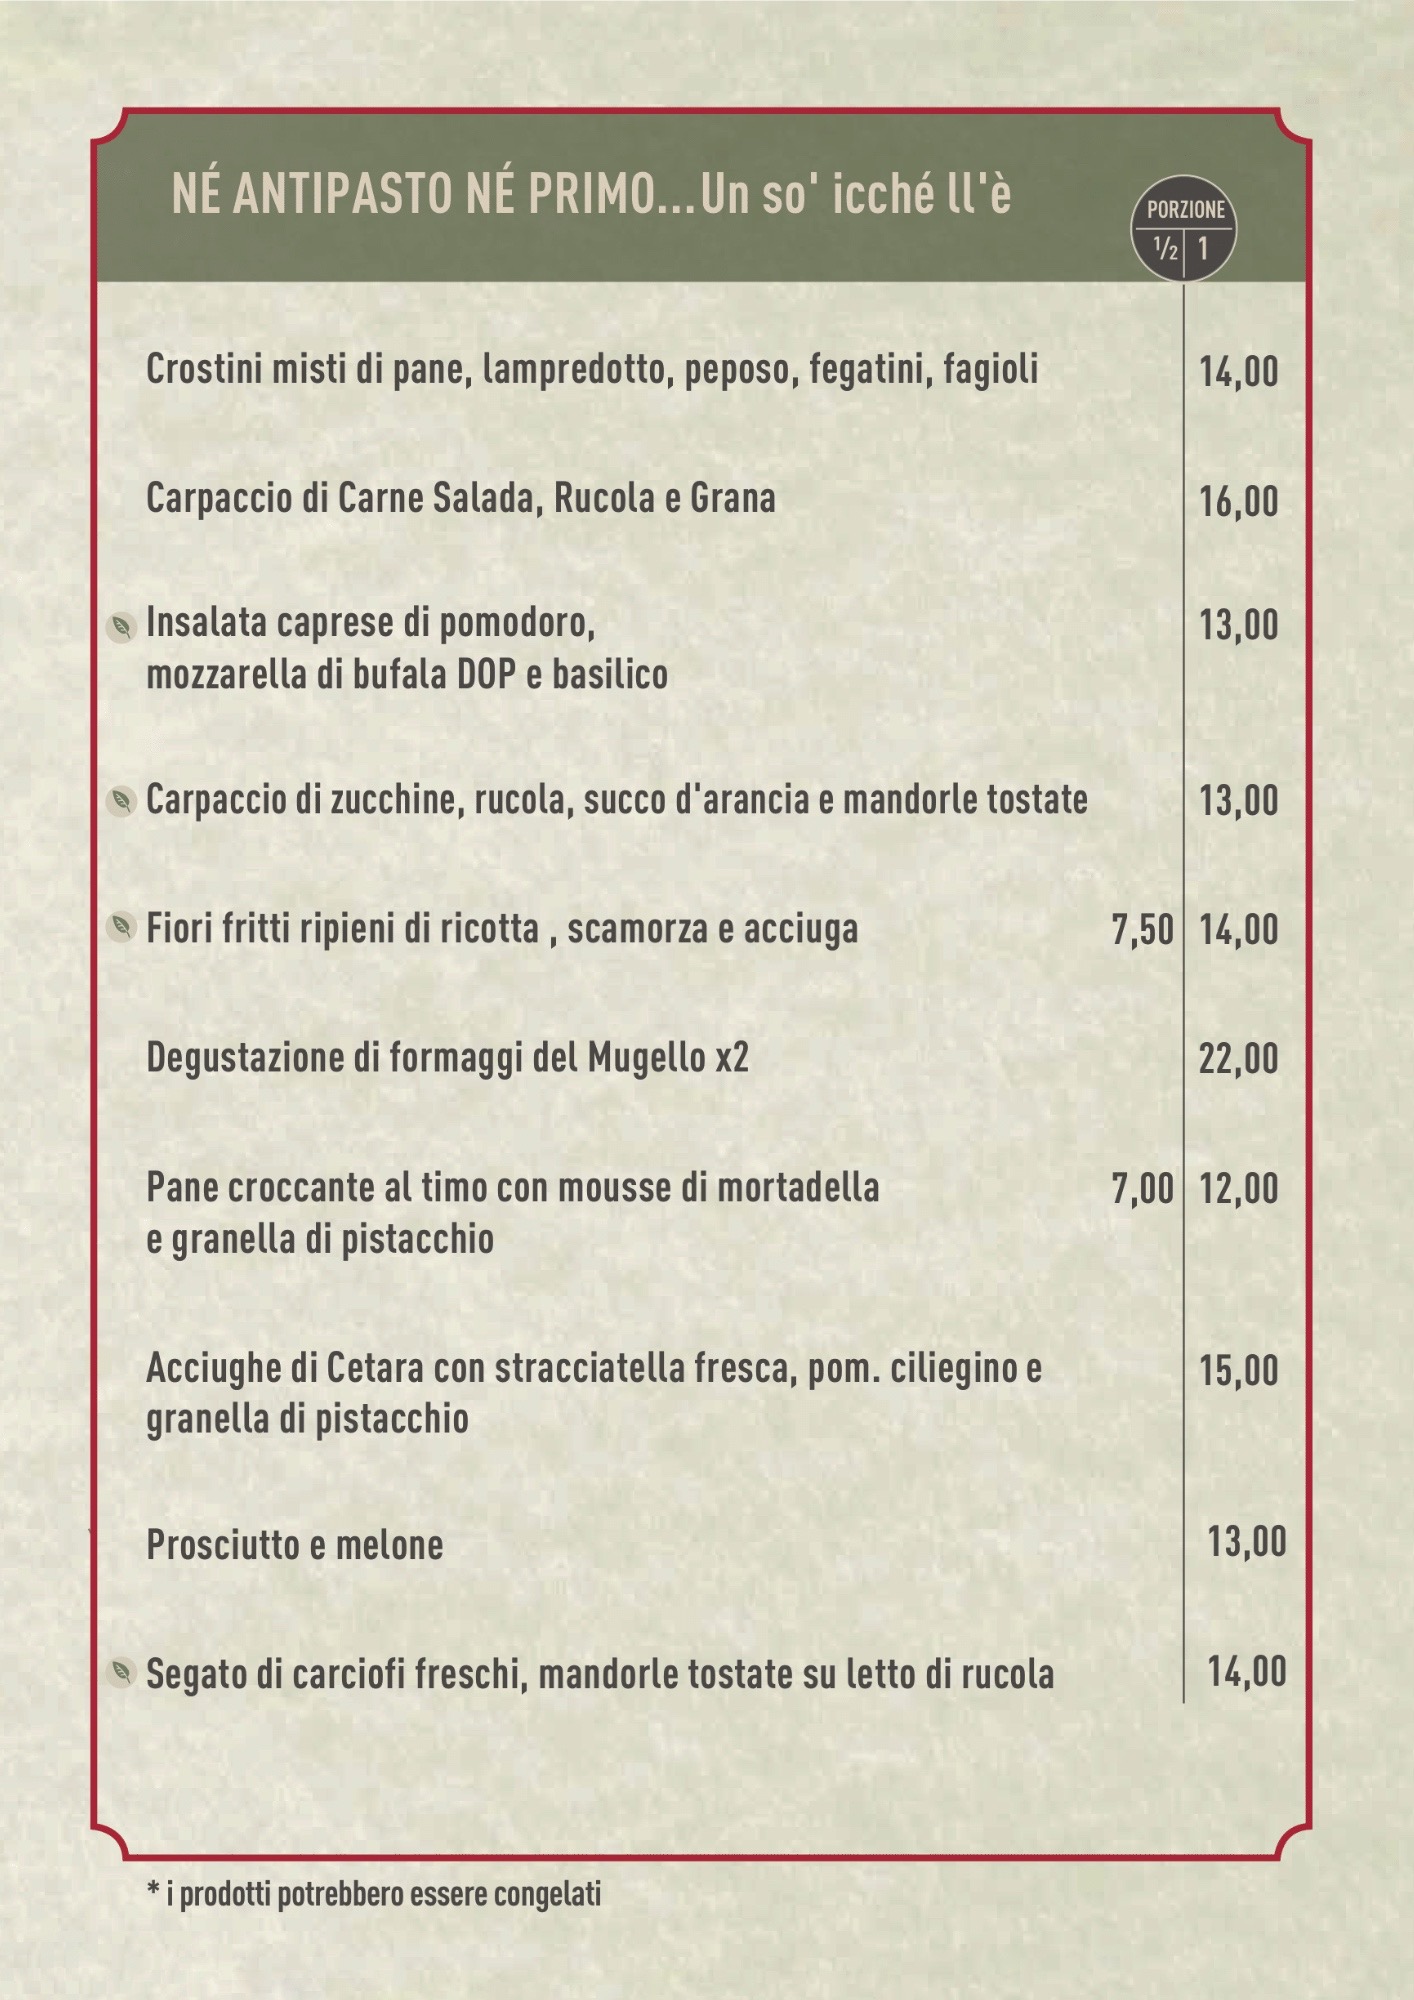 NÉ ANTIPASTO NÉ PRIMO...Un so' icché ll'è
PORZIONE
½ 1
Crostini misti di pane, lampredotto, peposo, fegatini, fagioli 14,00
Carpaccio di Carne Salada, Rucola e Grana 16,00
Insalata caprese di pomodoro, 13,00
mozzarella di bufala DOP e basilico
Carpaccio di zucchine, rucola, succo d'arancia e mandorle tostate 13,00
Fiori fritti ripieni di ricotta , scamorza e acciuga 7,50 14,00
Degustazione di formaggi del Mugello x2 22,00
Pane croccante al timo con mousse di mortadella 7,00 12,00
e granella di pistacchio
Acciughe di Cetara con stracciatella fresca, pom. ciliegino e 15,00
granella di pistacchio
Prosciutto e melone 13,00
Segato di carciofi freschi, mandorle tostate su letto di rucola 14,00
* i prodotti potrebbero essere congelati